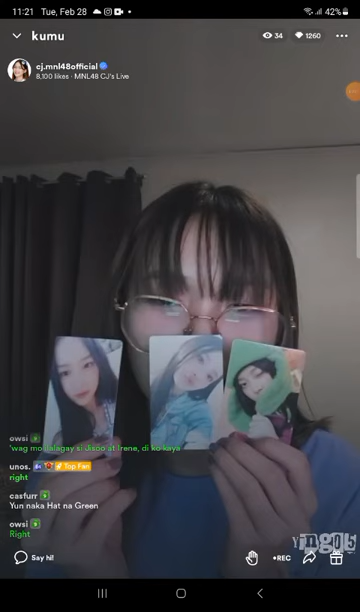 11:21 Tue, Feb 28 42%
kumu 34 1260
cj.mnl48official
8,100 likes · MNL48 CJ's Live
owsi
'wag mo ilalagay si Jisoo at Irene, di ko kaya
unos. Top Fan
right
casfurr
Yun naka Hat na Green
owsi
Right
Say hi! •REC